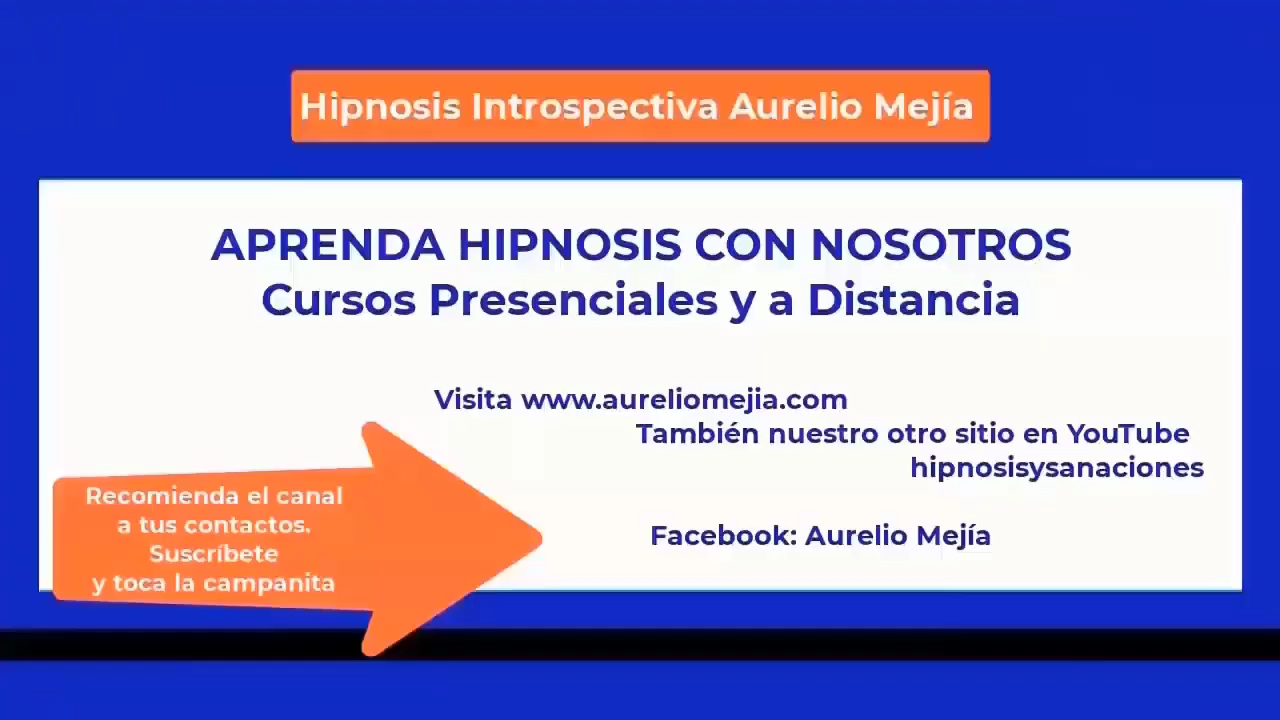 Hipnosis Introspectiva Aurelio Mejía
APRENDA HIPNOSIS CON NOSOTROS
Cursos Presenciales y a Distancia
Visita www.aureliomejia.com
También nuestro otro sitio en YouTube
hipnosisysanaciones
Facebook: Aurelio Mejía
Recomienda el canal
a tus contactos.
Suscríbete
y toca la campanita